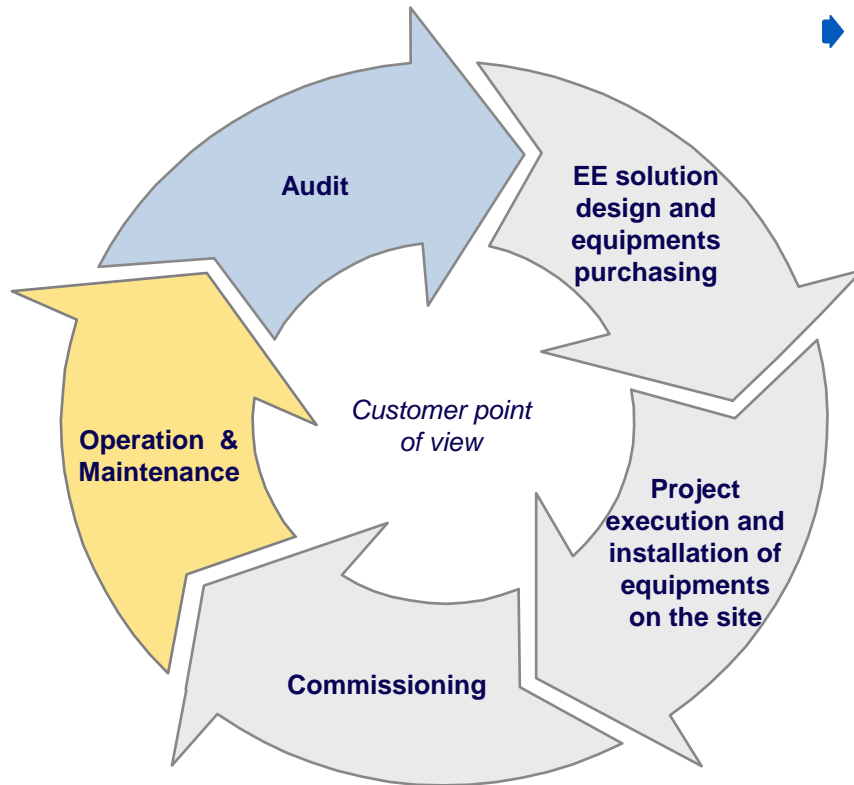 Audit
EE solution
design and
equipments
purchasing
Customer point
of view
Operation &
Maintenance
Project
execution and
installation of
equipments
on the site
Commissioning